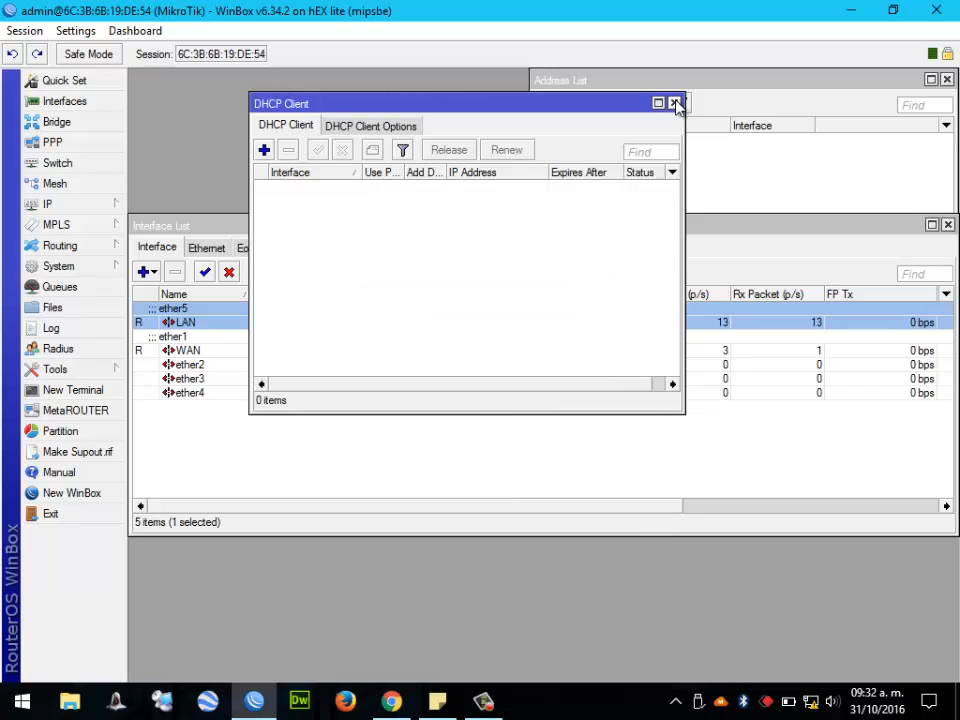 admin@6C:3B:6B:19:DE:54 (MikroTik) - WinBox v6.34.2 on hEX lite (mipsbe)
Session Settings Dashboard
Safe Mode Session: 6C:3B:6B:19:DE:54
Quick Set
Interfaces
Bridge
PPP
Switch
Mesh
IP
MPLS
Routing
System
Queues
Files
Log
Radius
Tools
New Terminal
MetaROUTER
Partition
Make Supout.rif
Manual
New WinBox
Exit
RouterOS WinBox
Address List
Find
Interface
DHCP Client
DHCP Client DHCP Client Options
Release Renew Find
Interface Use P... Add D... IP Address Expires After Status
0 items
Interface List
Interface Ethernet Eo
Find
Name (p/s) Rx Packet (p/s) FP Tx
;;; ether5
R LAN 13 13 0 bps
;;; ether1
R WAN 3 1 0 bps
ether2 0 0 0 bps
ether3 0 0 0 bps
ether4 0 0 0 bps
5 items (1 selected)
Dw
09:32 a. m.
31/10/2016